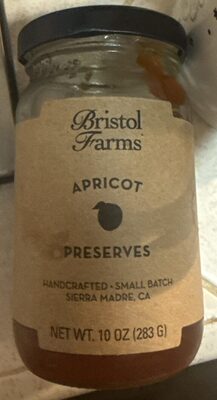 Bristol
Farms
APRICOT
PRESERVES
HANDCRAFTED • SMALL BATCH
SIERRA MADRE, CA
NET WT. 10 OZ (283 G)